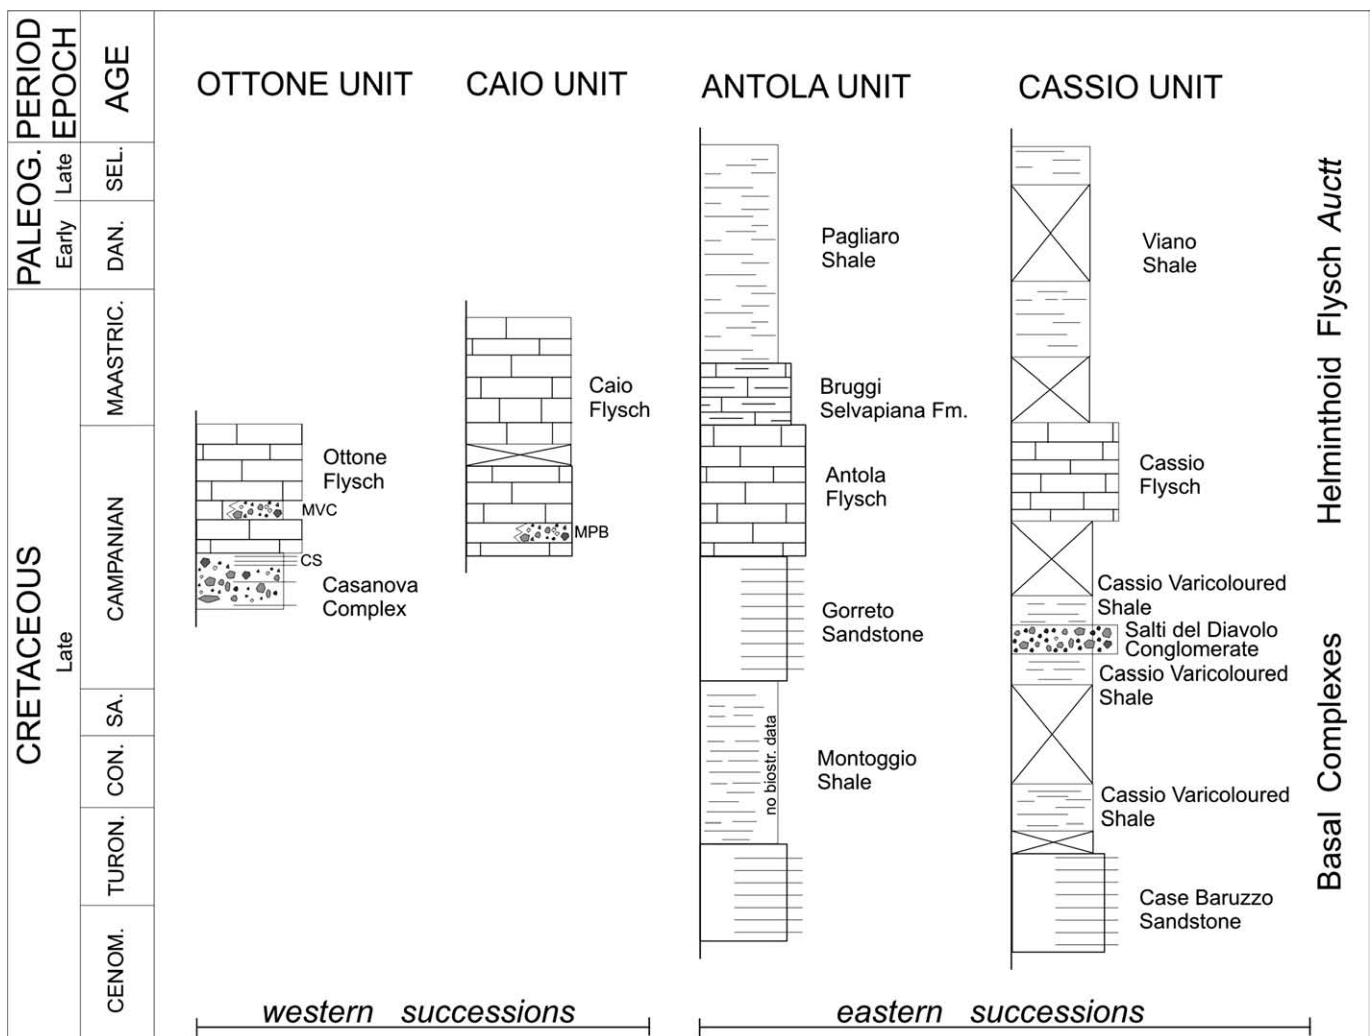 PALEOG. PERIOD
EPOCH
AGE
OTTONE UNIT
CAIO UNIT
ANTOLA UNIT
CASSIO UNIT
Late
SEL.
Early
DAN.
MAASTRIC.
CRETACEOUS
Late
CAMPANIAN
SA.
CON.
TURON.
CENOM.
Ottone
Flysch
MVC
CS
Casanova
Complex
Caio
Flysch
MPB
Pagliaro
Shale
Bruggi
Selvapiana Fm.
Antola
Flysch
Gorreto
Sandstone
no biostr. data
Montoggio
Shale
Viano
Shale
Cassio
Flysch
Cassio Varicoloured
Shale
Salti del Diavolo
Conglomerate
Cassio Varicoloured
Shale
Cassio Varicoloured
Shale
Case Baruzzo
Sandstone
Helminthoid Flysch Auctt
Basal Complexes
western successions
eastern successions